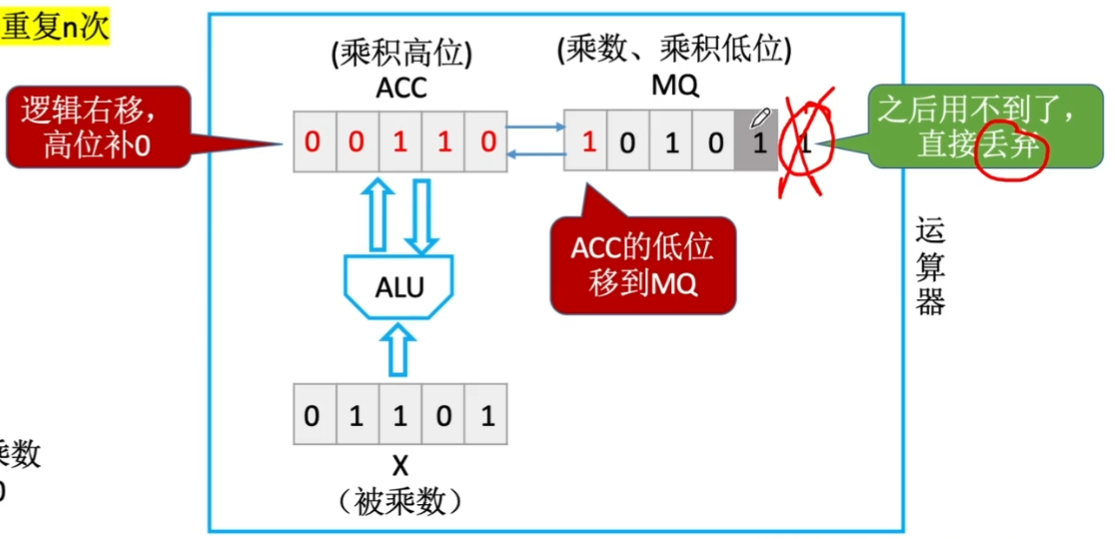 重复n次
(乘积高位)
ACC
(乘数、乘积低位)
MQ
逻辑右移，
高位补0
0 0 1 1 0
1 0 1 0 1 1
之后用不到了，
直接丢弃
ACC的低位
移到MQ
运算器
ALU
0 1 1 0 1
X
（被乘数）
乘数
0